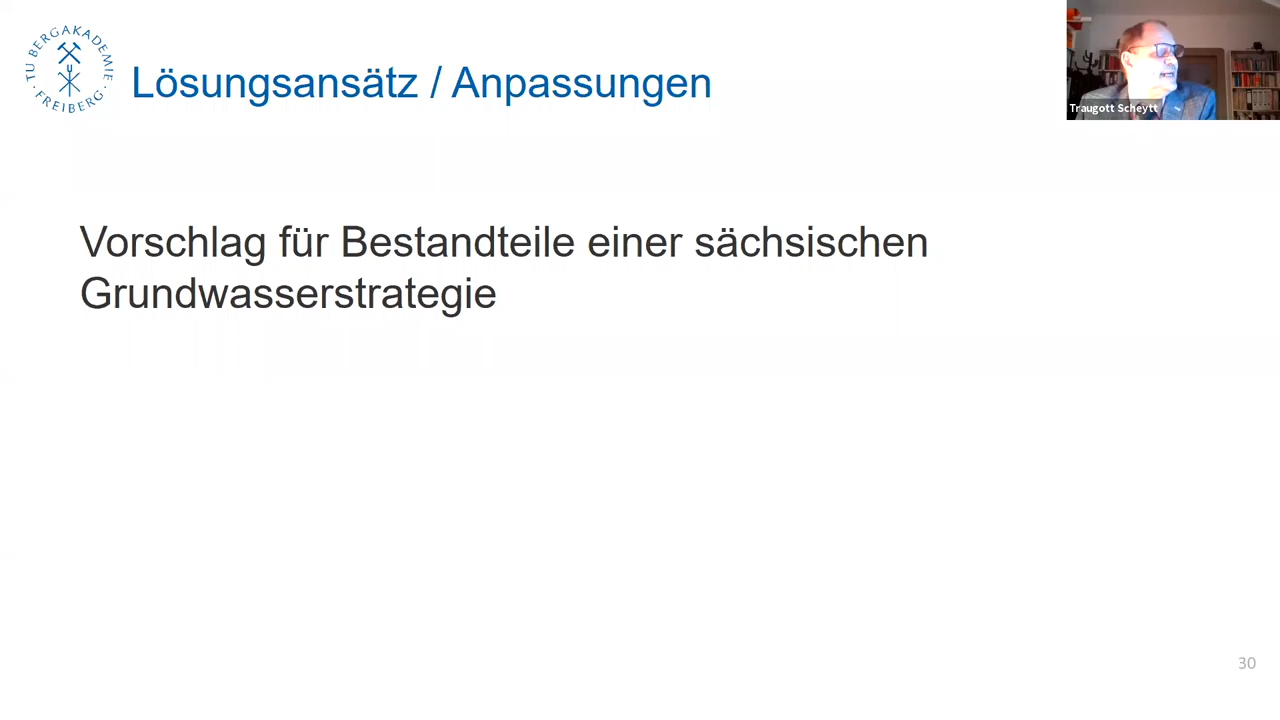 TU BERGAKADEMIE
· FREIBERG ·
Lösungsansätz / Anpassungen
Traugott Scheytt
Vorschlag für Bestandteile einer sächsischen
Grundwasserstrategie
30